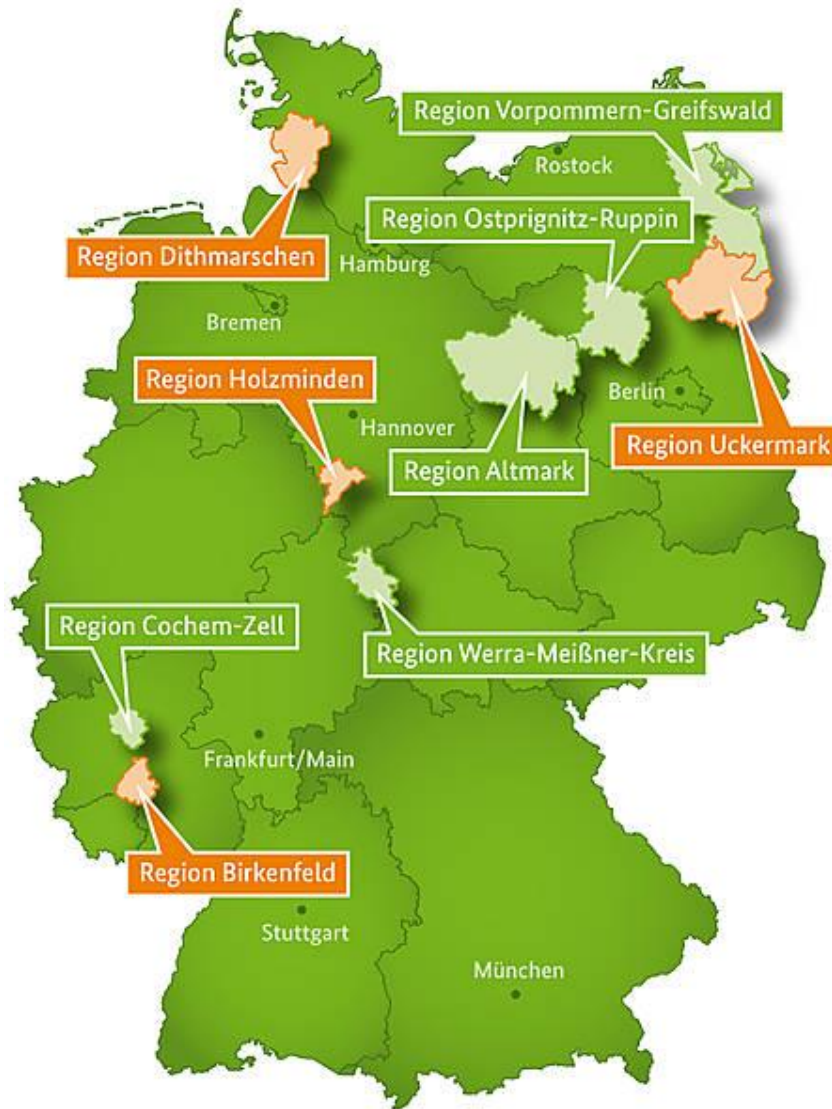 Region Vorpommern-Greifswald
Rostock
Region Ostprignitz-Ruppin
Region Dithmarschen
Hamburg
Bremen
Region Holzminden
Berlin
Hannover
Region Uckermark
Region Altmark
Region Cochem-Zell
Region Werra-Meißner-Kreis
Frankfurt/Main
Region Birkenfeld
Stuttgart
München